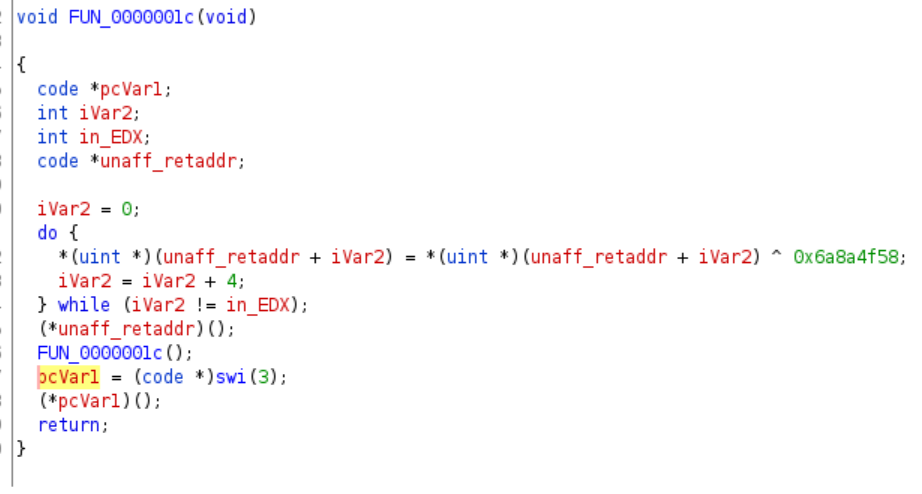 void FUN_0000001c(void)
{
code *pcVar1;
int iVar2;
int in_EDX;
code *unaff_retaddr;
iVar2 = 0;
do {
*(uint *)(unaff_retaddr + iVar2) = *(uint *)(unaff_retaddr + iVar2) ^ 0x6a8a4f58;
iVar2 = iVar2 + 4;
} while (iVar2 != in_EDX);
(*unaff_retaddr)();
FUN_0000001c();
pcVar1 = (code *)swi(3);
(*pcVar1)();
return;
}